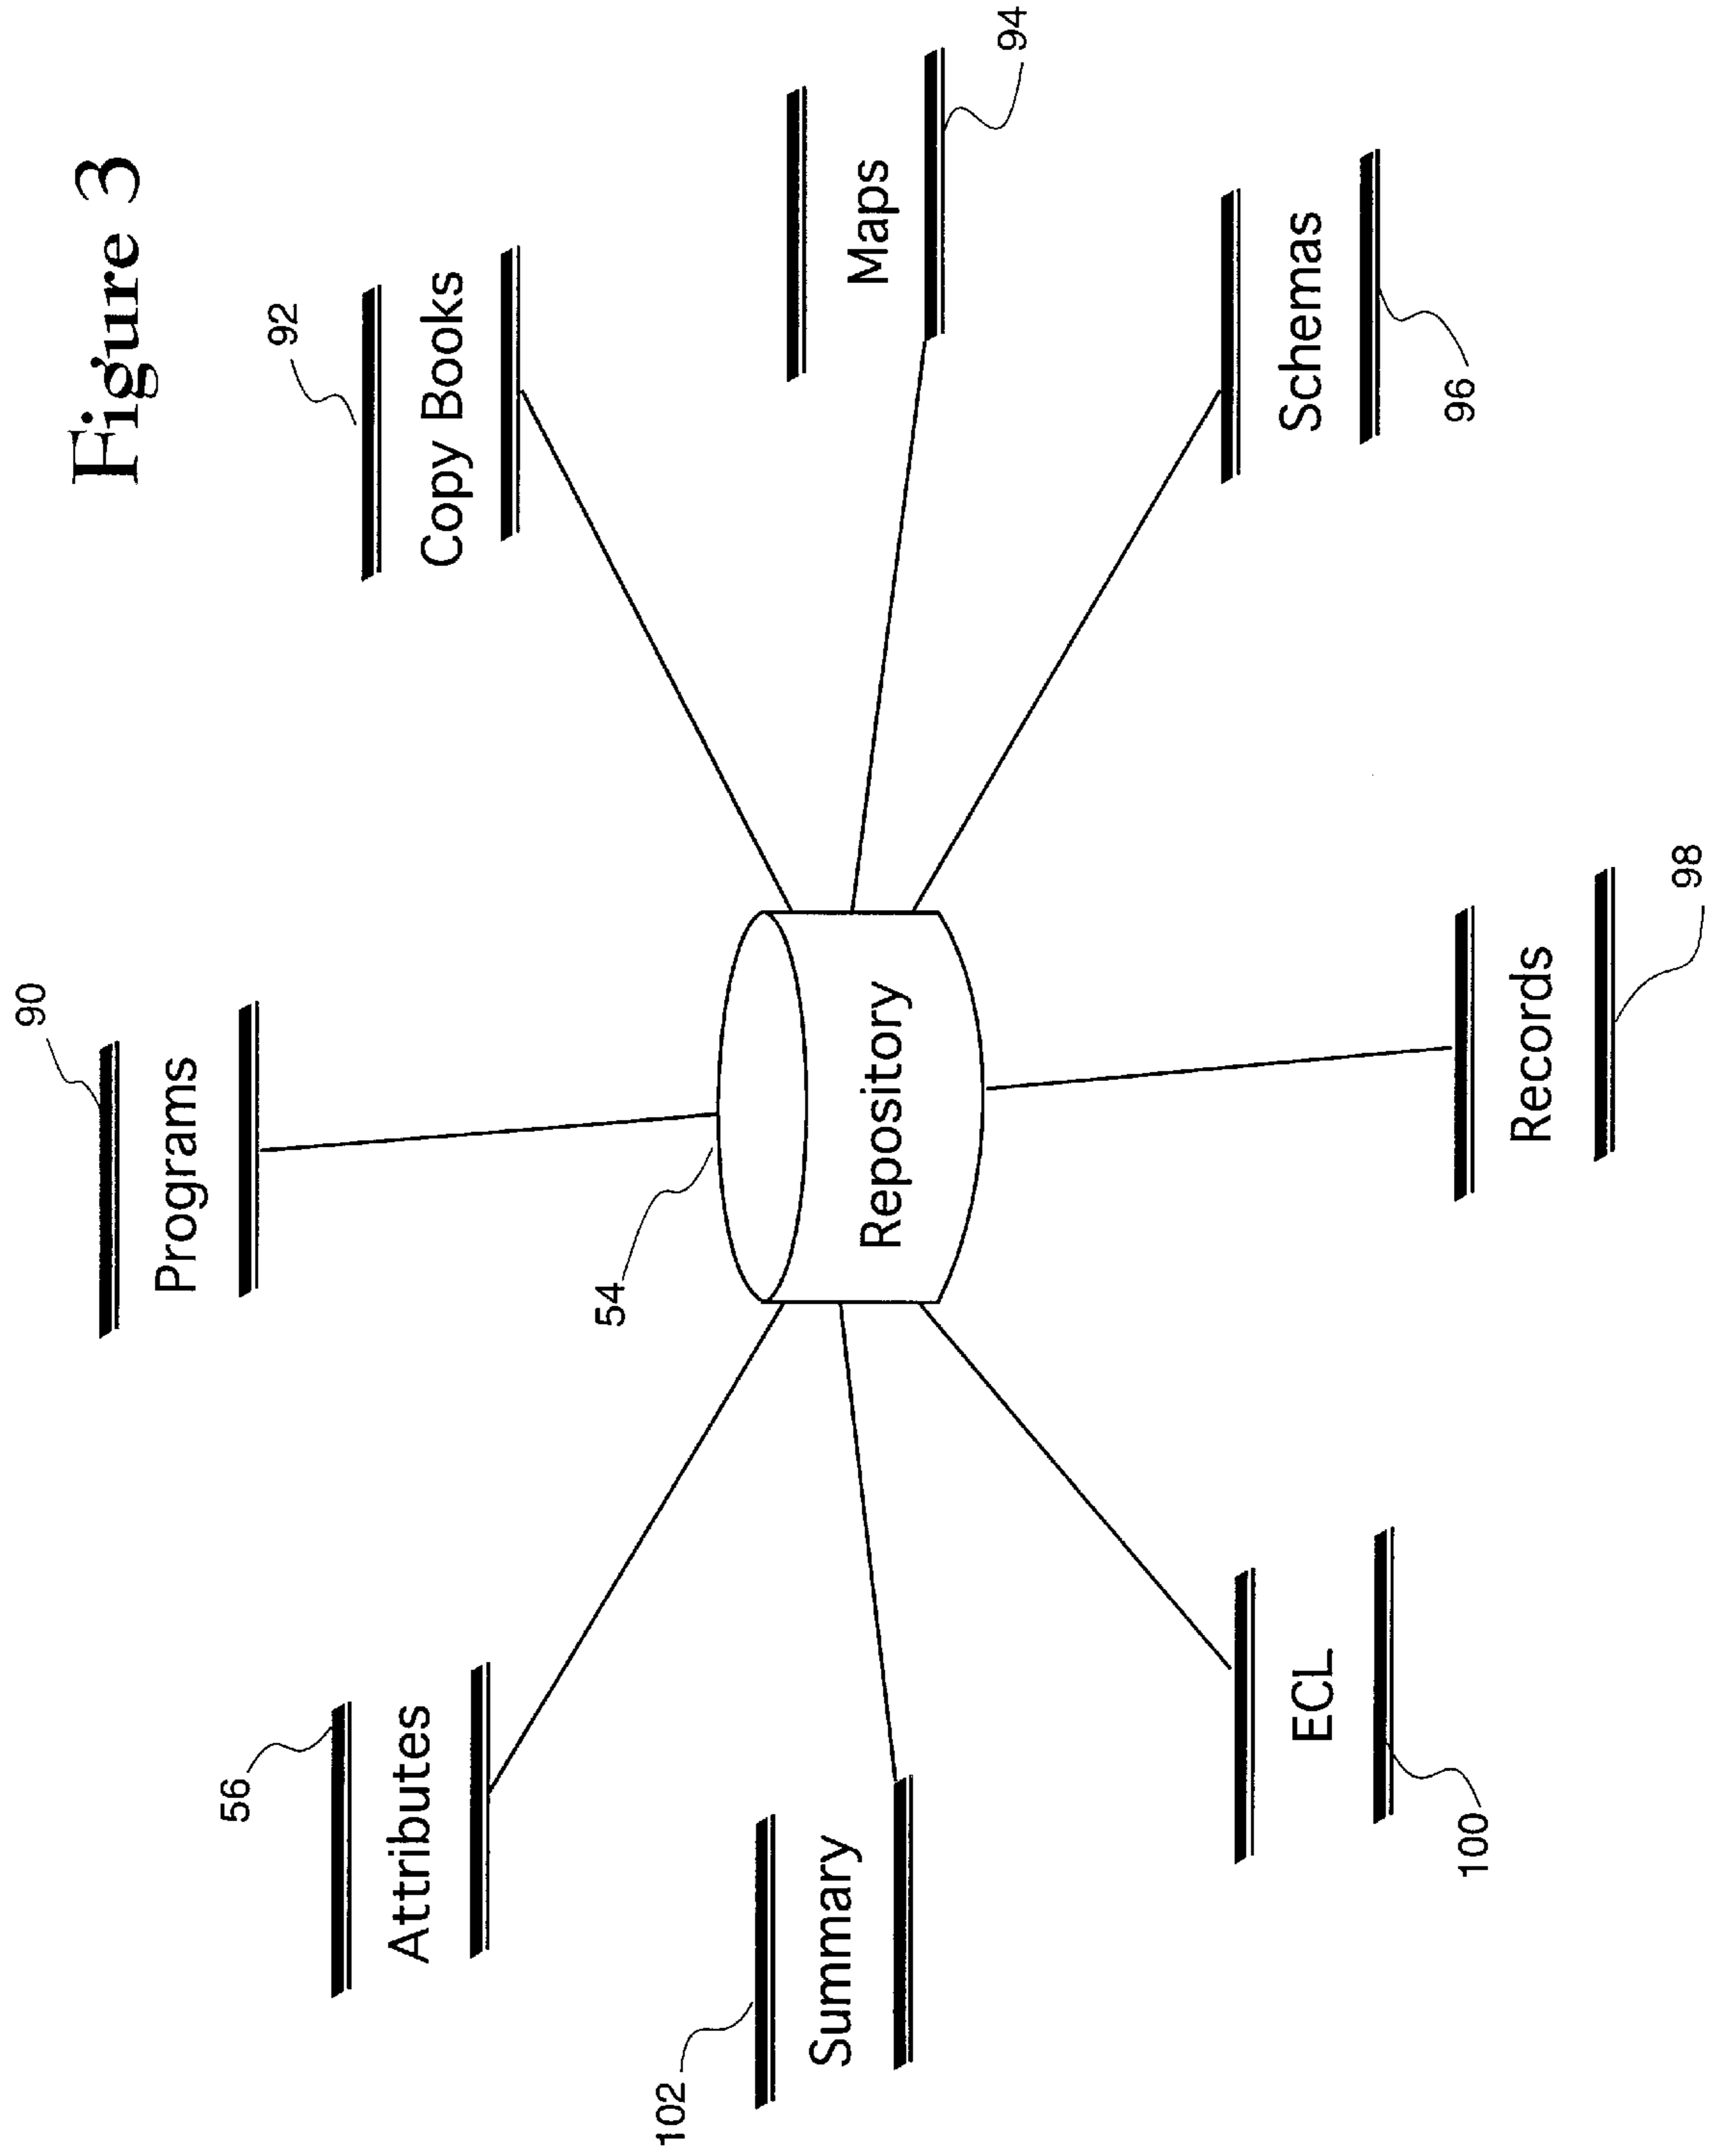 Figure 3
90
Programs
92
Copy Books
56
Attributes
54
Repository
Maps
94
102
Summary
Schemas
96
ECL
100
Records
98